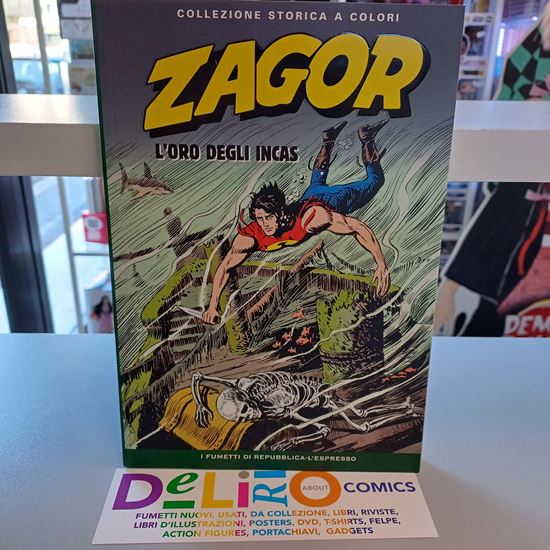 COLLEZIONE STORICA A COLORI
ZAGOR
L'ORO DEGLI INCAS
I FUMETTI DI REPUBBLICA-L'ESPRESSO
DELIRIO ABOUT COMICS
FUMETTI NUOVI, USATI, DA COLLEZIONE, LIBRI, RIVISTE,
LIBRI D'ILLUSTRAZIONI, POSTERS, DVD, T-SHIRTS, FELPE,
ACTION FIGURES, PORTACHIAVI, GADGETS
DEM